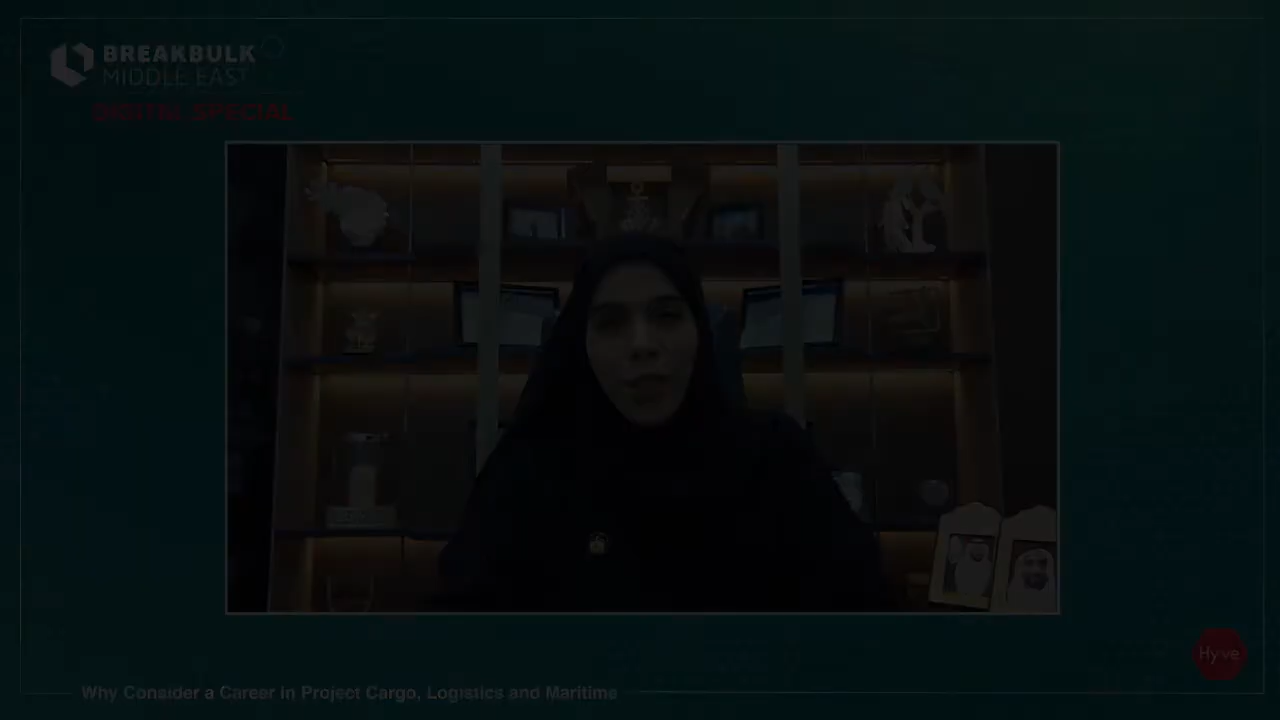 BREAKBULK
MIDDLE EAST
DIGITAL SPECIAL
Hyve
Why Consider a Career in Project Cargo, Logistics and Maritime